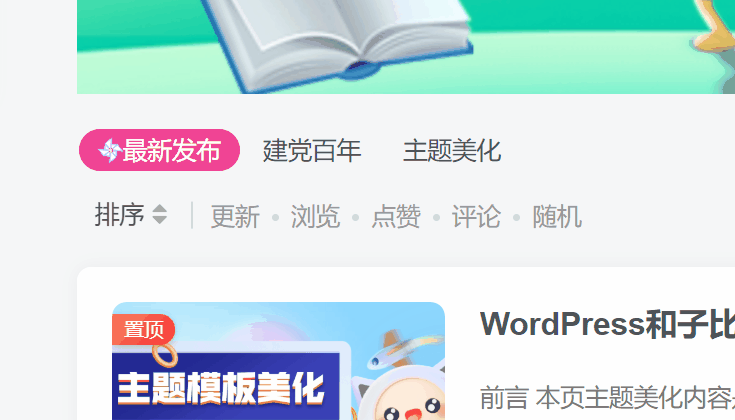 最新发布 建党百年 主题美化
排序 更新 浏览 点赞 评论 随机
置顶
主题模板美化
WordPress和子比
前言 本页主题美化内容